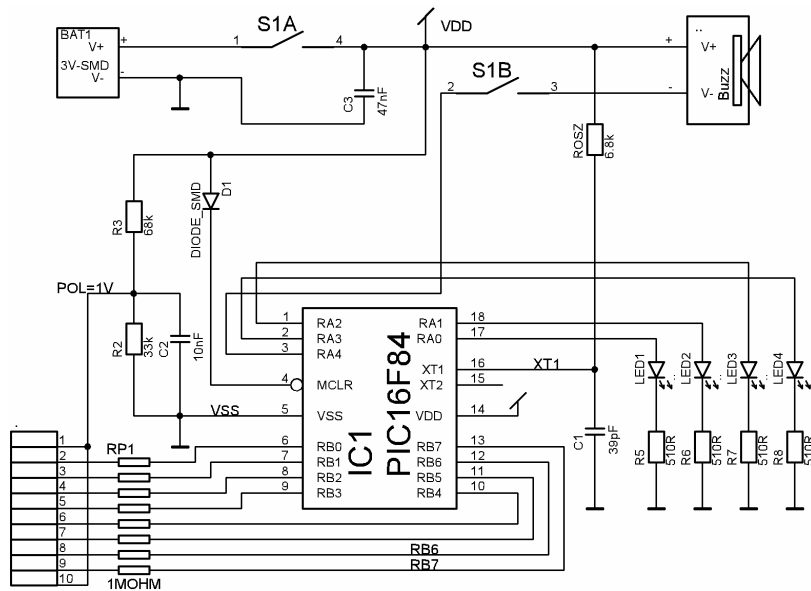 S1A
VDD
BAT1
+
V+
1
4
+
V+
3V-SMD
V-
-
C3
47nF
2
S1B
3
-
V-
Buzz
ROSZ
6.8k
DIODE_SMD
D1
R3
68k
POL=1V
R2
33k
C2
10nF
VSS
1
RA2
2
RA3
3
RA4
4
MCLR
5
VSS
6
RB0
7
RB1
8
RB2
9
RB3
IC1
PIC16F84
RA1
18
RA0
17
XT1
16
XT1
XT2
15
VDD
14
RB7
13
RB6
12
RB5
11
RB4
10
C1
39pF
LED1
LED2
LED3
LED4
R5
510R
R6
510R
R7
510R
R8
510R
1
2
3
4
5
6
7
8
9
10
RP1
1MOHM
RB6
RB7